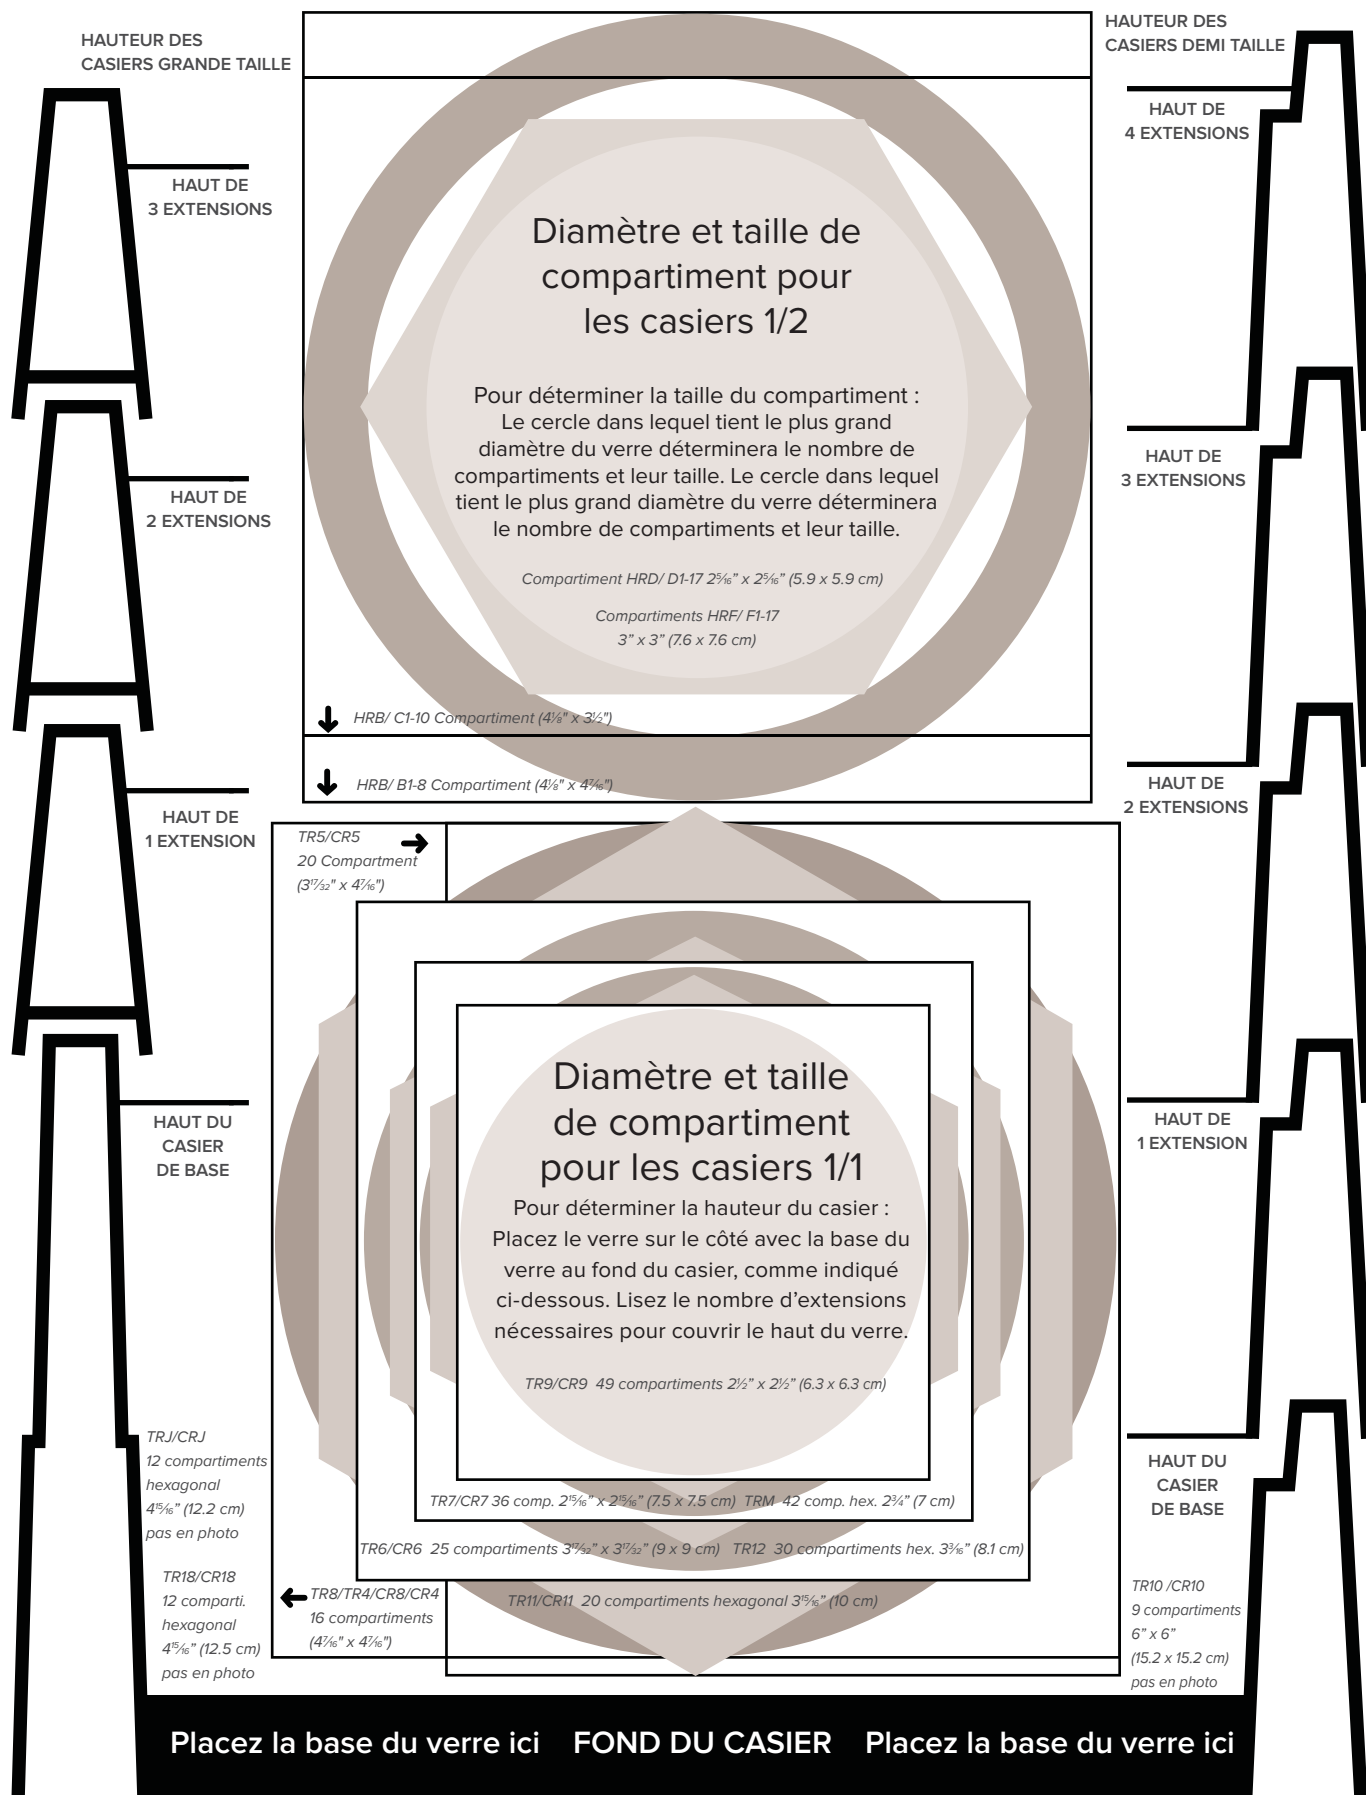 HAUTEUR DES
CASIERS GRANDE TAILLE
HAUT DE
3 EXTENSIONS
HAUT DE
2 EXTENSIONS
HAUT DE
1 EXTENSION
HAUT DU
CASIER
DE BASE
TRJ/CRJ
12 compartiments
hexagonal
4¹⁵⁄₁₆” (12.2 cm)
pas en photo
TR18/CR18
12 comparti.
hexagonal
4¹⁵⁄₁₆” (12.5 cm)
pas en photo
Diamètre et taille de
compartiment pour
les casiers 1/2
Pour déterminer la taille du compartiment :
Le cercle dans lequel tient le plus grand
diamètre du verre déterminera le nombre de
compartiments et leur taille. Le cercle dans lequel
tient le plus grand diamètre du verre déterminera
le nombre de compartiments et leur taille.
Compartiment HRD/ D1-17 2⁵⁄₁₆” x 2⁵⁄₁₆” (5.9 x 5.9 cm)
Compartiments HRF/ F1-17
3” x 3” (7.6 x 7.6 cm)
HRB/ C1-10 Compartiment (4⅛" x 3½")
HRB/ B1-8 Compartiment (4⅛" x 4⁷⁄₁₆")
TR5/CR5
20 Compartment
(3¹⁷⁄₃₂" x 4⁷⁄₁₆")
Diamètre et taille
de compartiment
pour les casiers 1/1
Pour déterminer la hauteur du casier :
Placez le verre sur le côté avec la base du
verre au fond du casier, comme indiqué
ci-dessous. Lisez le nombre d’extensions
nécessaires pour couvrir le haut du verre.
TR9/CR9 49 compartiments 2½” x 2½” (6.3 x 6.3 cm)
TR7/CR7 36 comp. 2¹⁵⁄₁₆” x 2¹⁵⁄₁₆” (7.5 x 7.5 cm) TRM 42 comp. hex. 2¾” (7 cm)
TR6/CR6 25 compartiments 3¹⁷⁄₃₂” x 3¹⁷⁄₃₂” (9 x 9 cm) TR12 30 compartiments hex. 3³⁄₁₆” (8.1 cm)
TR8/TR4/CR8/CR4
16 compartiments
(4⁷⁄₁₆" x 4⁷⁄₁₆")
TR11/CR11 20 compartiments hexagonal 3¹⁵⁄₁₆” (10 cm)
HAUTEUR DES
CASIERS DEMI TAILLE
HAUT DE
4 EXTENSIONS
HAUT DE
3 EXTENSIONS
HAUT DE
2 EXTENSIONS
HAUT DE
1 EXTENSION
HAUT DU
CASIER
DE BASE
TR10 /CR10
9 compartiments
6” x 6”
(15.2 x 15.2 cm)
pas en photo
Placez la base du verre ici FOND DU CASIER Placez la base du verre ici